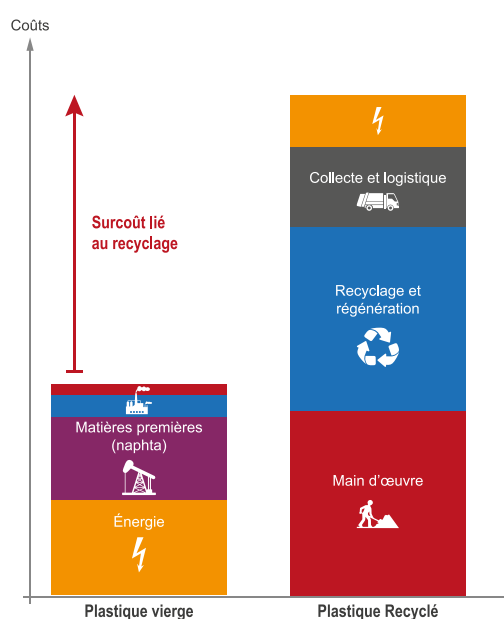 Coûts
Surcoût lié
au recyclage
Matières premières
(naphta)
Énergie
Collecte et logistique
Recyclage et
régénération
Main d’œuvre
Plastique vierge
Plastique Recyclé